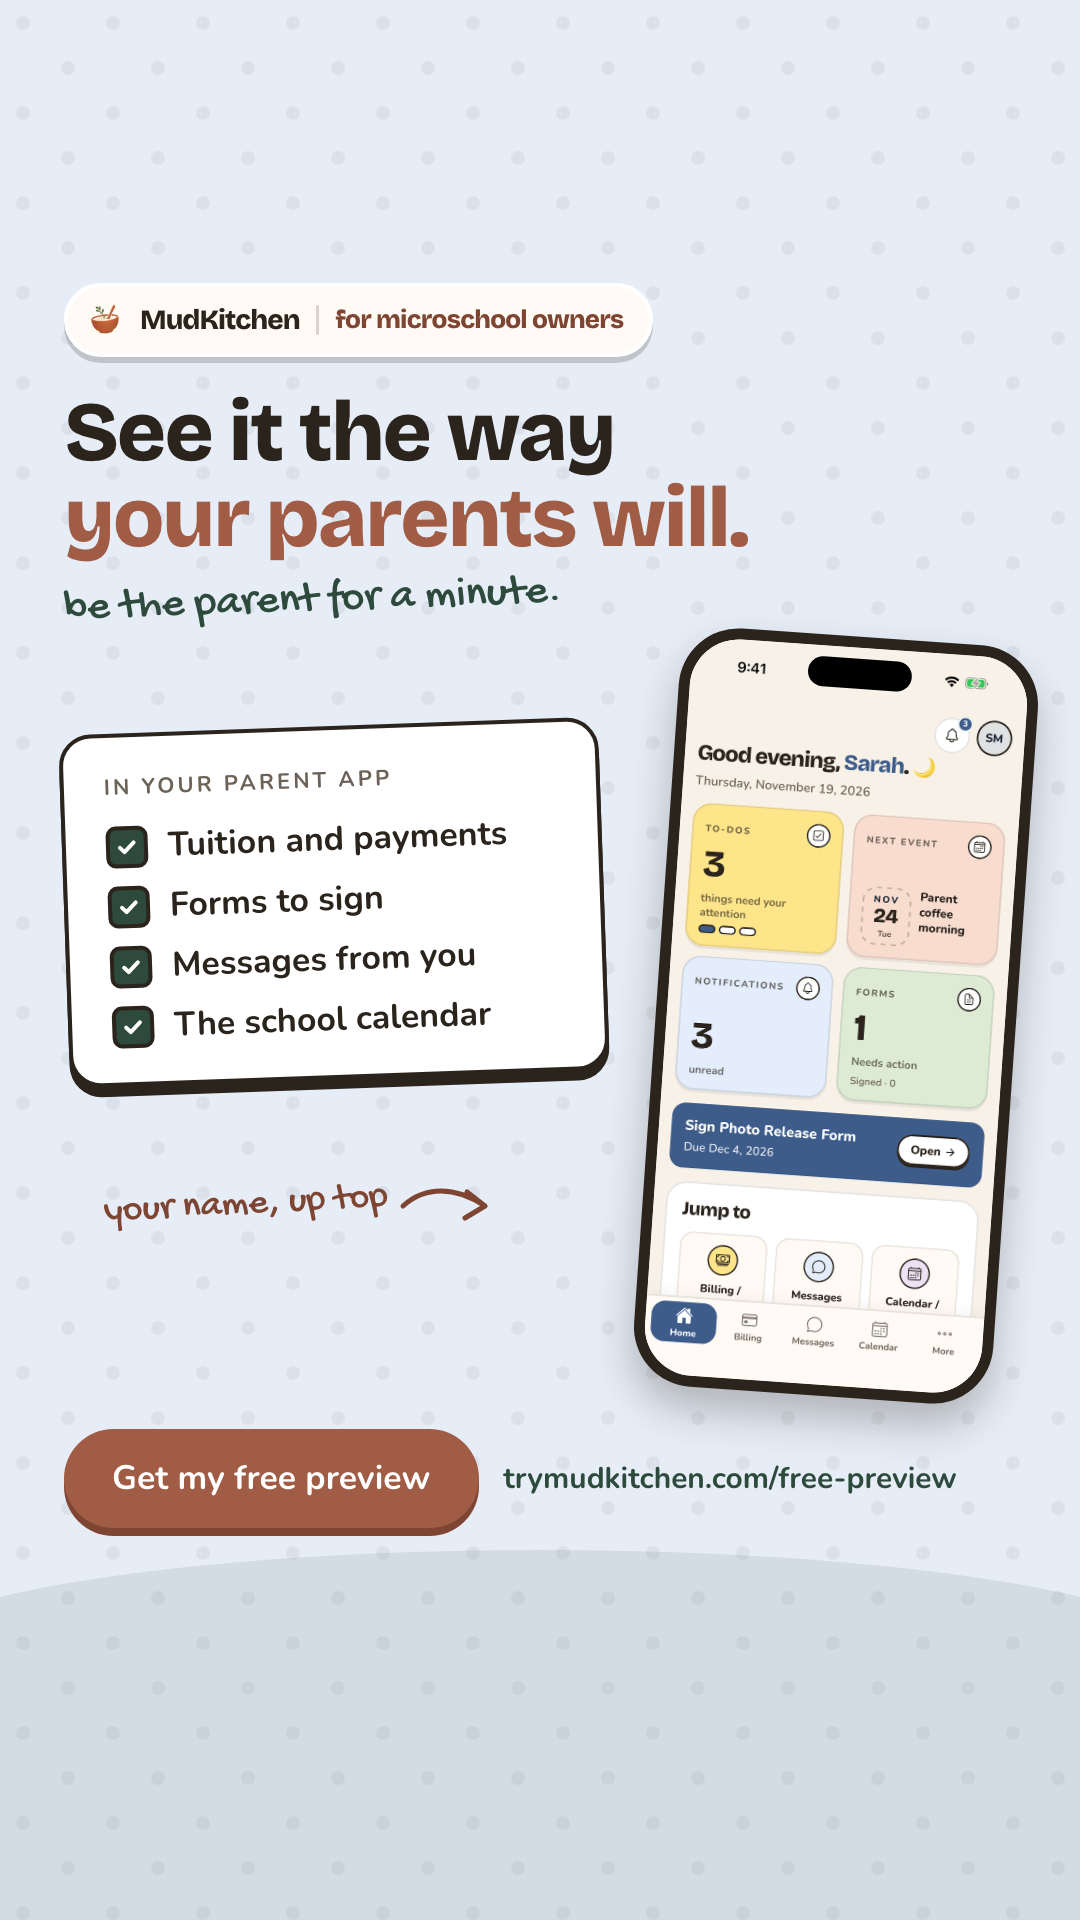 MudKitchen | for microschool owners
See it the way
your parents will.
be the parent for a minute.
IN YOUR PARENT APP
Tuition and payments
Forms to sign
Messages from you
The school calendar
your name, up top
9:41
3
SM
Good evening, Sarah. 🌙
Thursday, November 19, 2026
TO-DOS
3
things need your
attention
NEXT EVENT
NOV
24
Tue
Parent
coffee
morning
NOTIFICATIONS
3
unread
FORMS
1
Needs action
Signed · 0
Sign Photo Release Form
Due Dec 4, 2026
Open →
Jump to
Billing /
Messages
Calendar /
Home
Billing
Messages
Calendar
More
Get my free preview
trymudkitchen.com/free-preview